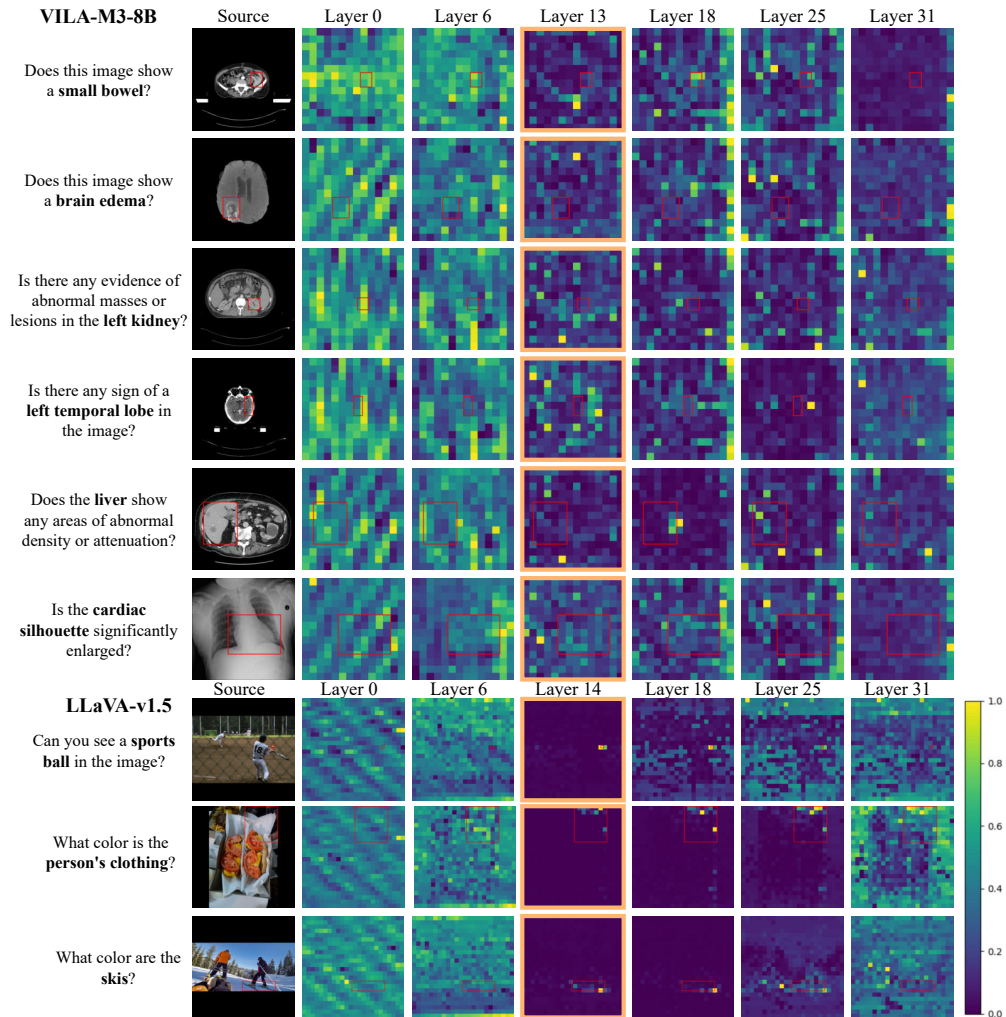 VILA-M3-8B Source Layer 0 Layer 6 Layer 13 Layer 18 Layer 25 Layer 31
Does this image show
a small bowel?
Does this image show
a brain edema?
Is there any evidence of
abnormal masses or
lesions in the left kidney?
Is there any sign of a
left temporal lobe in
the image?
Does the liver show
any areas of abnormal
density or attenuation?
Is the cardiac
silhouette significantly
enlarged?
LLaVA-v1.5 Source Layer 0 Layer 6 Layer 14 Layer 18 Layer 25 Layer 31
Can you see a sports
ball in the image?
What color is the
person's clothing?
What color are the
skis?
1.0
0.8
0.6
0.4
0.2
0.0